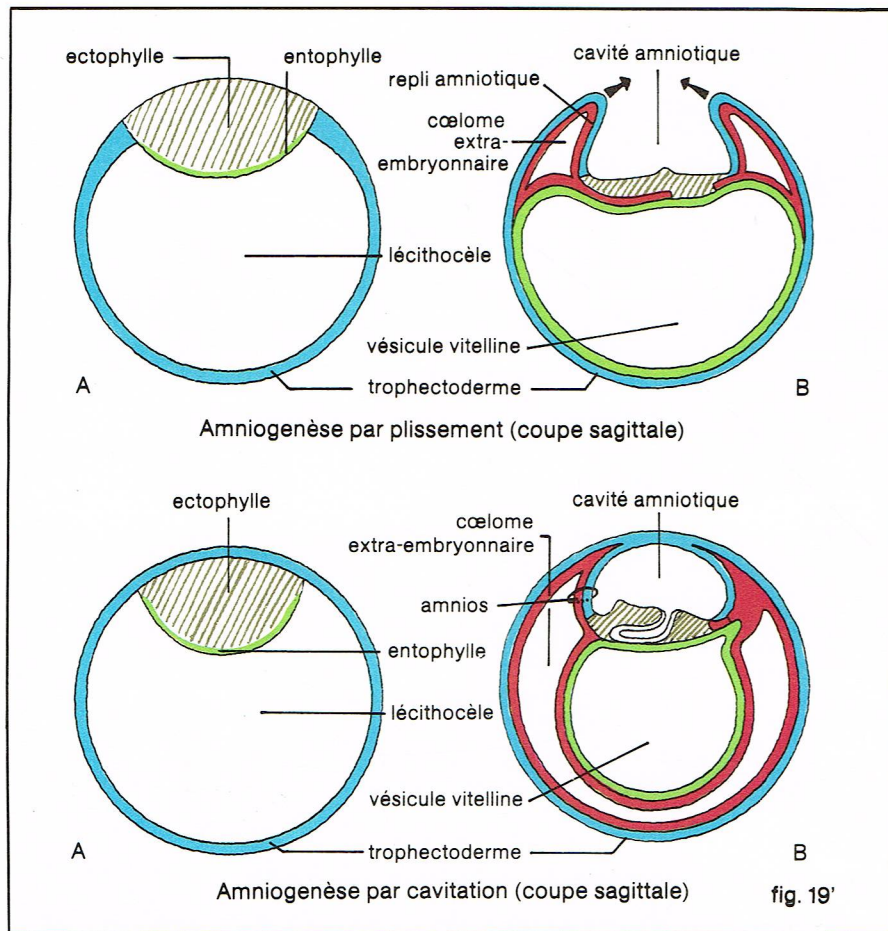 ectophylle
entophylle
cavité amniotique
repli amniotique
cœlome
extra-
embryonnaire
lécithocèle
vésicule vitelline
A
trophectoderme
B
Amniogenèse par plissement (coupe sagittale)
ectophylle
cavité amniotique
cœlome
extra-embryonnaire
amnios
entophylle
lécithocèle
vésicule vitelline
A
trophectoderme
B
Amniogenèse par cavitation (coupe sagittale)
fig. 19'